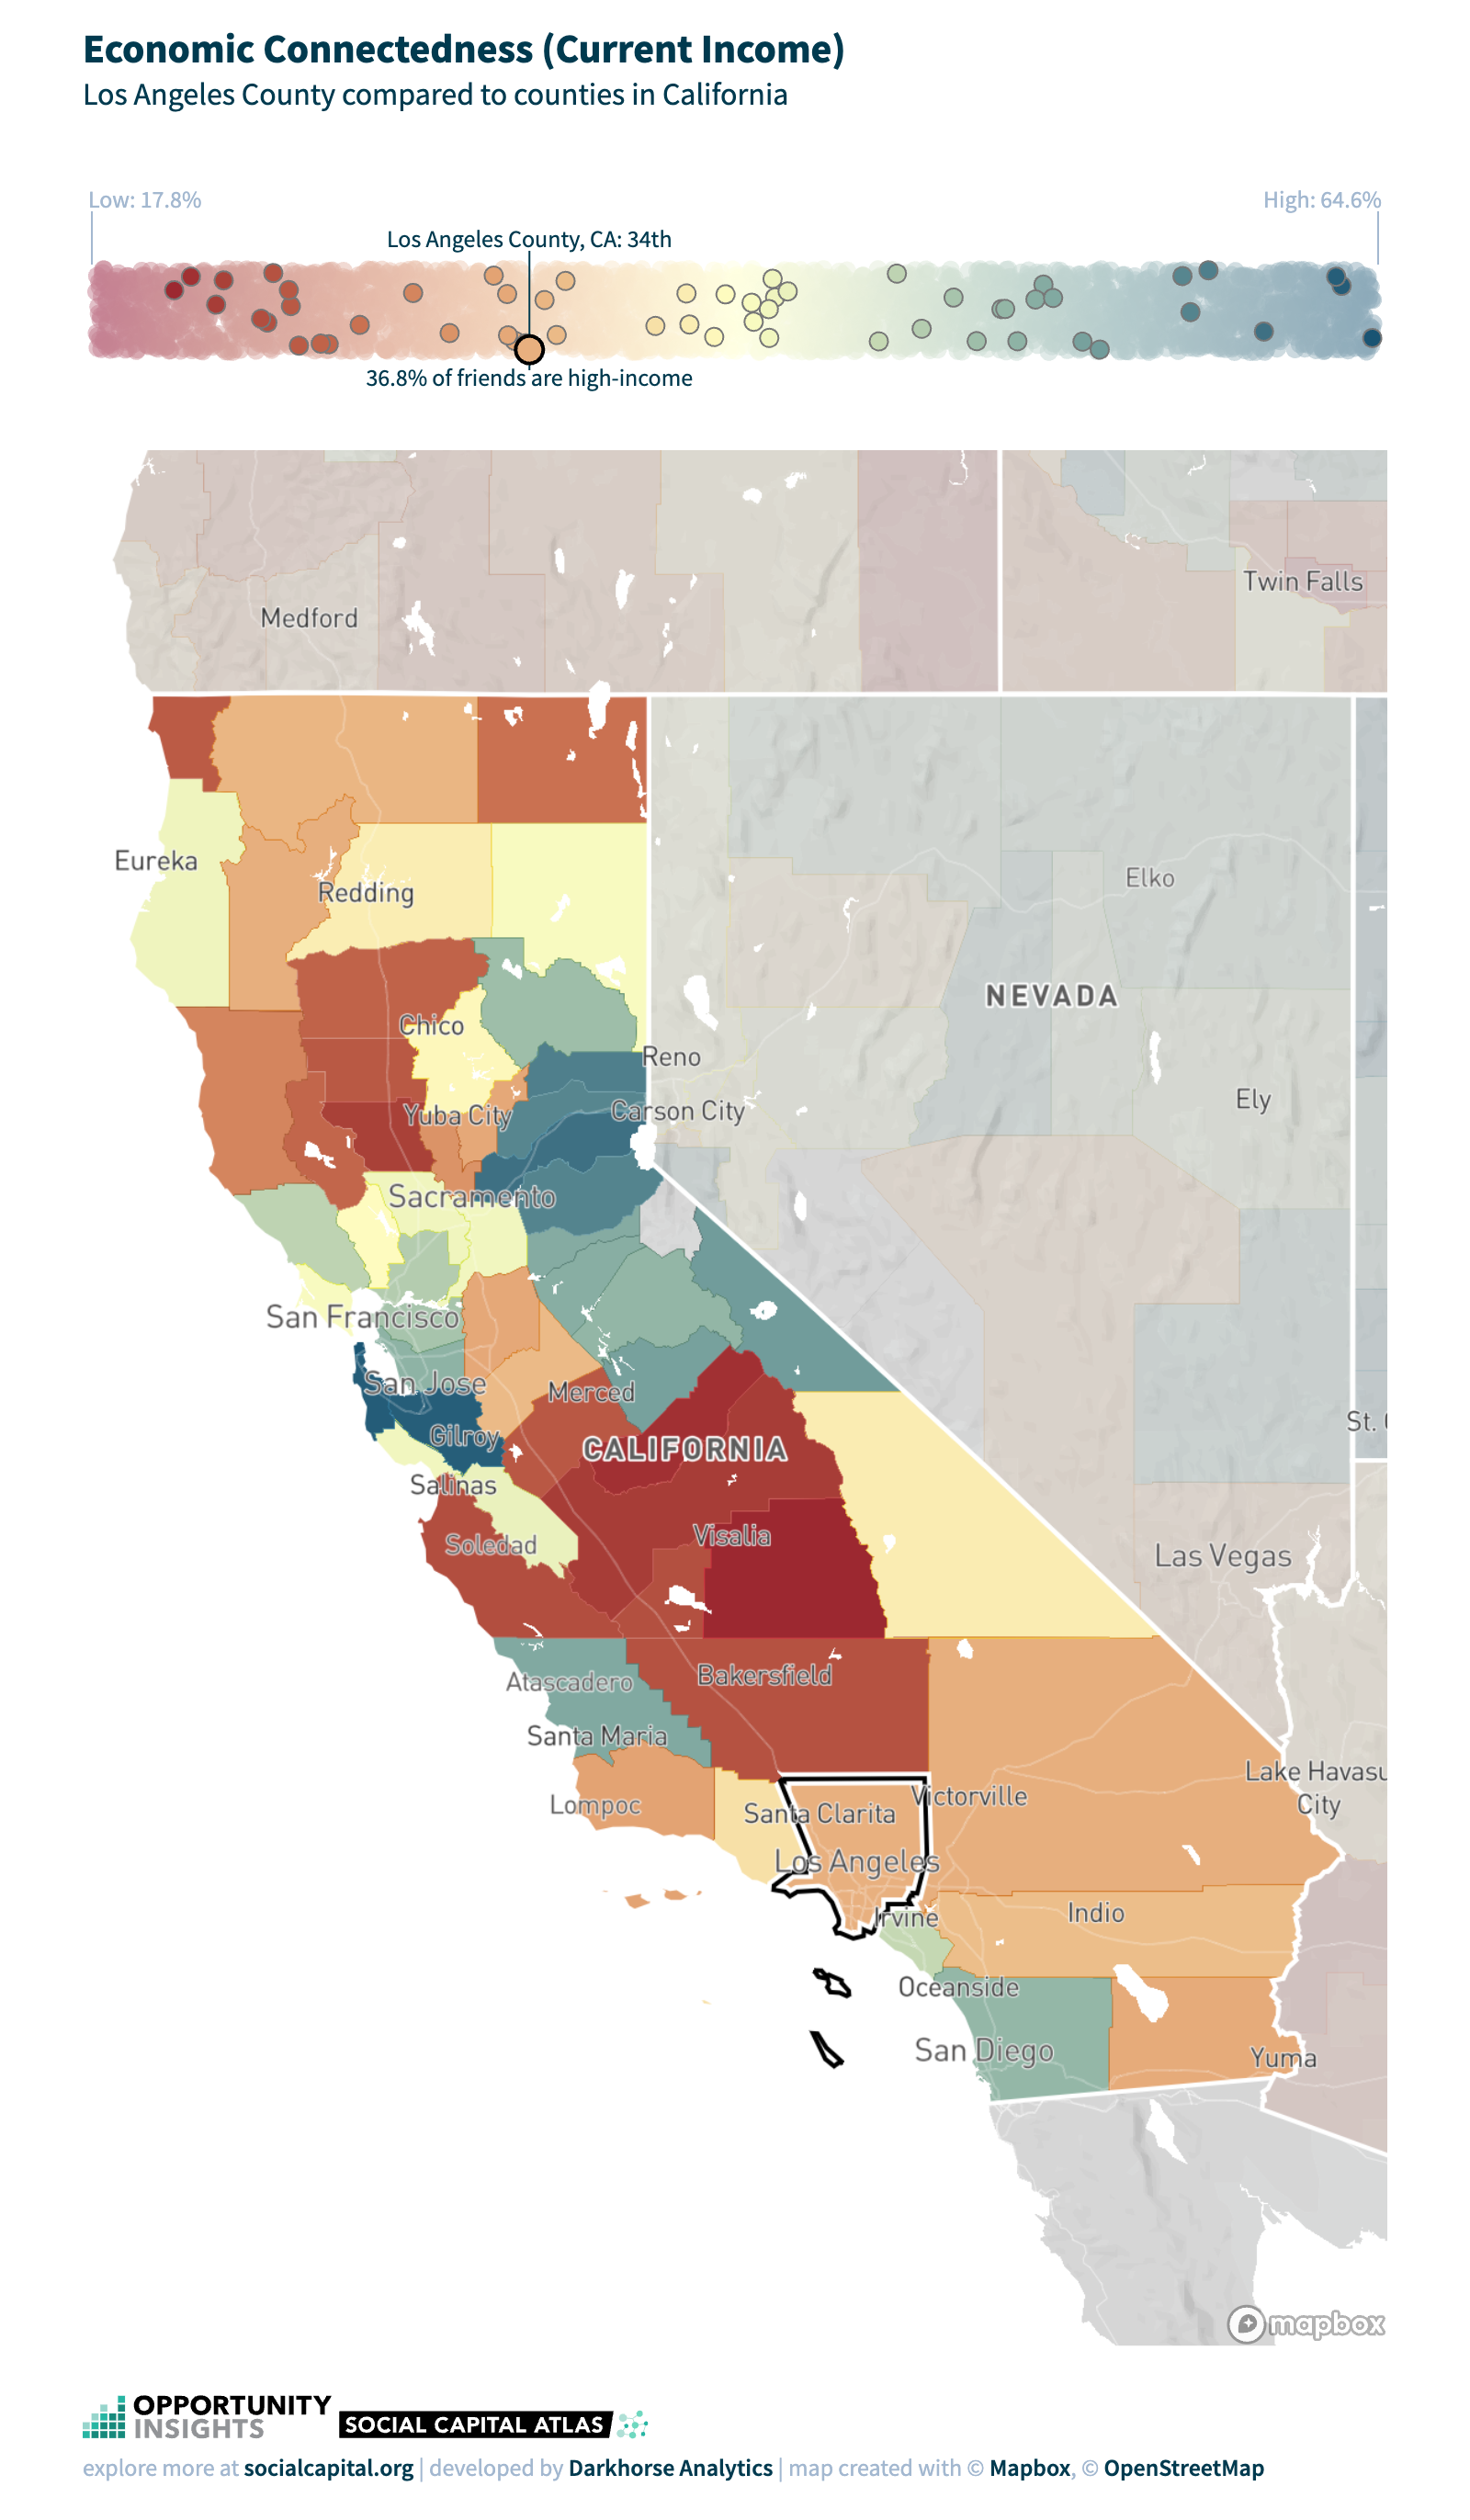 Economic Connectedness (Current Income)
Los Angeles County compared to counties in California
Low: 17.8%
High: 64.6%
Los Angeles County, CA: 34th
36.8% of friends are high-income
Twin Falls
Medford
Eureka
Redding
Elko
NEVADA
Chico
Reno
Yuba City
Carson City
Ely
Sacramento
San Francisco
San Jose
Merced
St.
Gilroy
CALIFORNIA
Salinas
Soledad
Visalia
Las Vegas
Atascadero
Bakersfield
Santa Maria
Lompoc
Santa Clarita
Victorville
Lake Havasu
City
Los Angeles
Irvine
Indio
Oceanside
San Diego
Yuma
mapbox
OPPORTUNITY
INSIGHTS
SOCIAL CAPITAL ATLAS
explore more at socialcapital.org | developed by Darkhorse Analytics | map created with © Mapbox, © OpenStreetMap